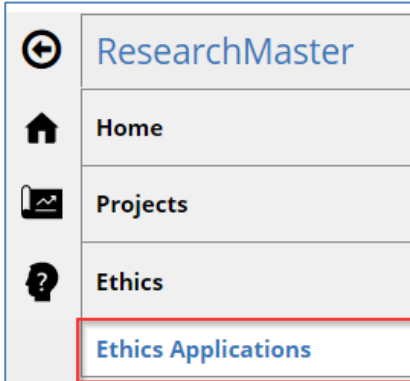 ResearchMaster
Home
Projects
Ethics
Ethics Applications